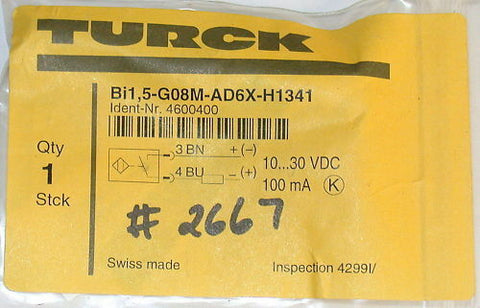 TURCK
Bi1,5-G08M-AD6X-H1341
Ident-Nr. 4600400
Qty
1
Stck
3 BN + (−)
4 BU − (+)
10...30 VDC
100 mA K
# 2667
Swiss made
Inspection 4299I/